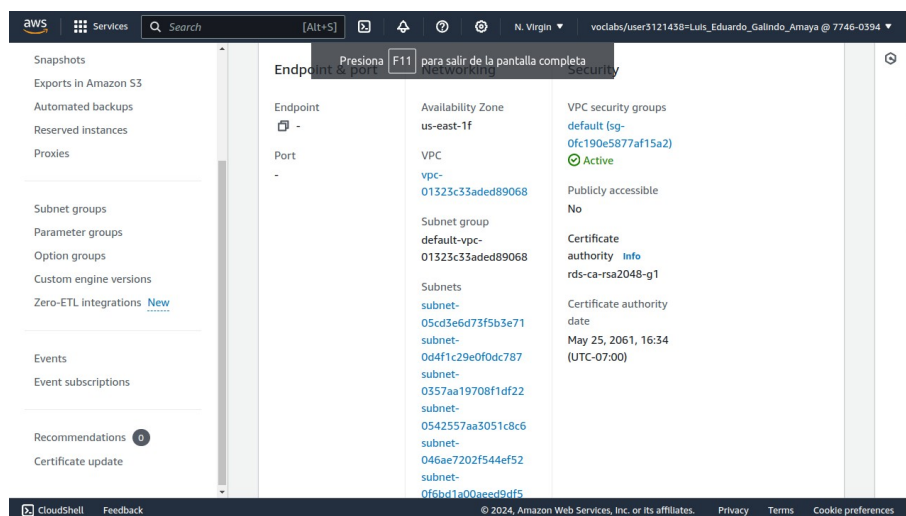 aws Services Search [Alt+S] N. Virgin voclabs/user3121438=Luis_Eduardo_Galindo_Amaya @ 7746-0394
Presiona F11 para salir de la pantalla completa
Snapshots
Exports in Amazon S3
Automated backups
Reserved instances
Proxies
Subnet groups
Parameter groups
Option groups
Custom engine versions
Zero-ETL integrations New
Events
Event subscriptions
Recommendations 0
Certificate update
Endpoint & port
Endpoint
-
Port
-
Networking
Availability Zone
us-east-1f
VPC
vpc-
01323c33aded89068
Subnet group
default-vpc-
01323c33aded89068
Subnets
subnet-
05cd3e6d73f5b3e71
subnet-
0d4f1c29e0f0dc787
subnet-
0357aa19708f1df22
subnet-
0542557aa3051c8c6
subnet-
046ae7202f544ef52
subnet-
0f6bd1a00aeed9df5
Security
VPC security groups
default (sg-
0fc190e5877af15a2)
Active
Publicly accessible
No
Certificate
authority Info
rds-ca-rsa2048-g1
Certificate authority
date
May 25, 2061, 16:34
(UTC-07:00)
CloudShell Feedback © 2024, Amazon Web Services, Inc. or its affiliates. Privacy Terms Cookie preferences